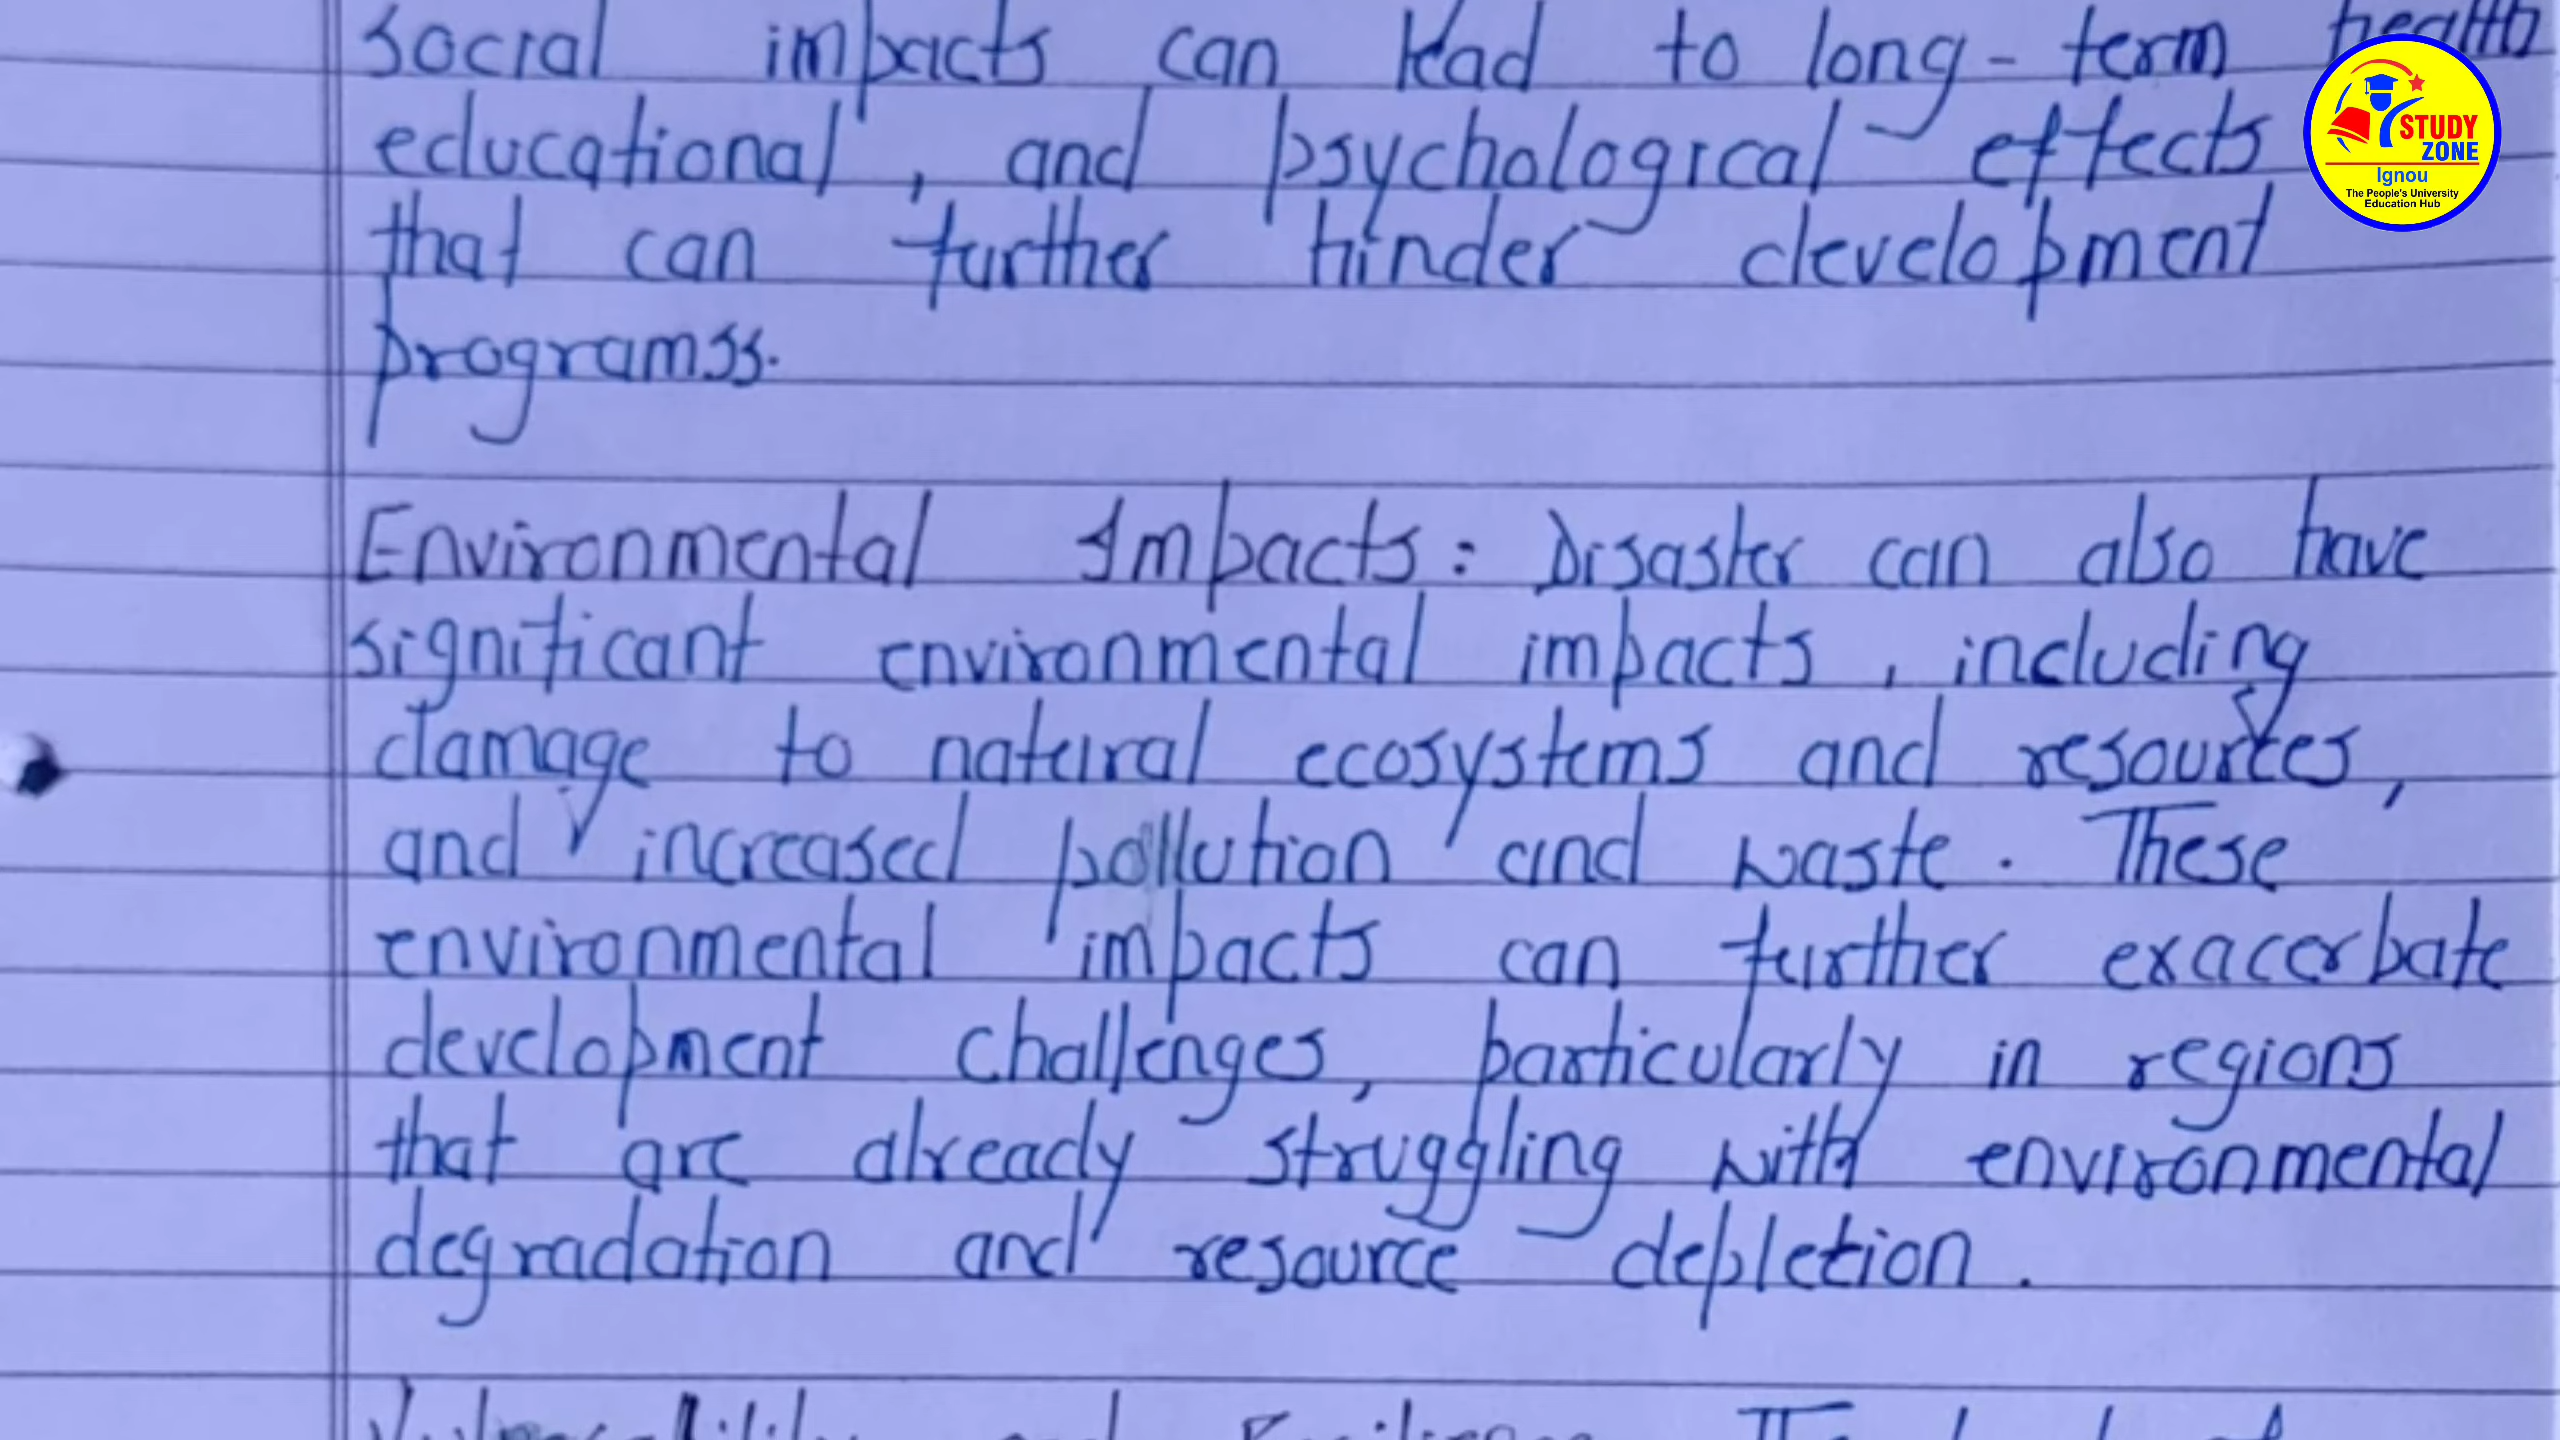 Social impacts can lead to long-term health
educational, and psychological effects
that can further hinder development
programss.
Environmental Impacts: Disaster can also have
significant environmental impacts, including
damage to natural ecosystems and resources,
and increased pollution and waste. These
environmental impacts can further exacerbate
development challenges, particularly in regions
that are already struggling with environmental
degradation and resource depletion.
Vulnerability and Resilience
STUDY
ZONE
Ignou
The People's University
Education Hub